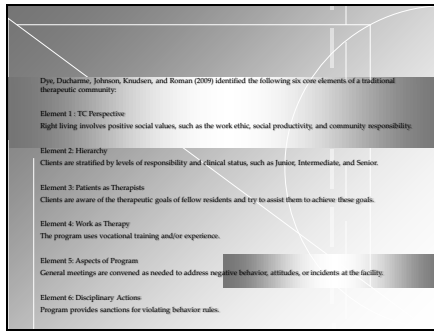 Dye, Ducharme, Johnson, Knudsen, and Roman (2009) identified the following six core elements of a traditional
therapeutic community:
Element 1 : TC Perspective
Right living involves positive social values, such as the work ethic, social productivity, and community responsibility.
Element 2: Hierarchy
Clients are stratified by levels of responsibility and clinical status, such as Junior, Intermediate, and Senior.
Element 3: Patients as Therapists
Clients are aware of the therapeutic goals of fellow residents and try to assist them to achieve these goals.
Element 4: Work as Therapy
The program uses vocational training and/or experience.
Element 5: Aspects of Program
General meetings are convened as needed to address negative behavior, attitudes, or incidents at the facility.
Element 6: Disciplinary Actions
Program provides sanctions for violating behavior rules.